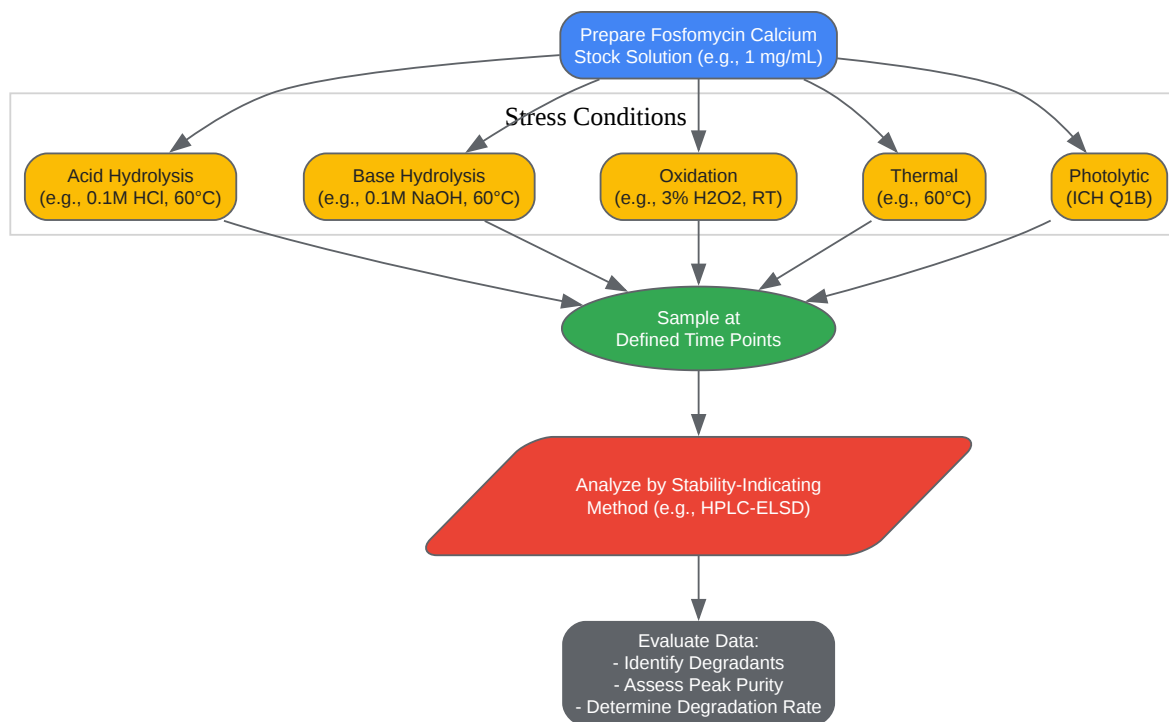 Prepare Fosfomycin Calcium
Stock Solution (e.g., 1 mg/mL)
Stress Conditions
Acid Hydrolysis
(e.g., 0.1M HCl, 60°C)
Base Hydrolysis
(e.g., 0.1M NaOH, 60°C)
Oxidation
(e.g., 3% H2O2, RT)
Thermal
(e.g., 60°C)
Photolytic
(ICH Q1B)
Sample at
Defined Time Points
Analyze by Stability-Indicating
Method (e.g., HPLC-ELSD)
Evaluate Data:
- Identify Degradants
- Assess Peak Purity
- Determine Degradation Rate